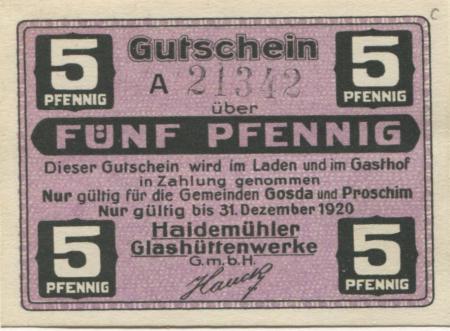 5 PFENNIG
Gutschein
5 PFENNIG
A 21342
über
FÜNF PFENNIG
Dieser Gutschein wird im Laden und im Gasthof
in Zahlung genommen
Nur gültig für die Gemeinden Gosda und Proschim
Nur gültig bis 31. Dezember 1920
Haidemühler
Glashüttenwerke
G.m.b.H.
5 PFENNIG
5 PFENNIG
c